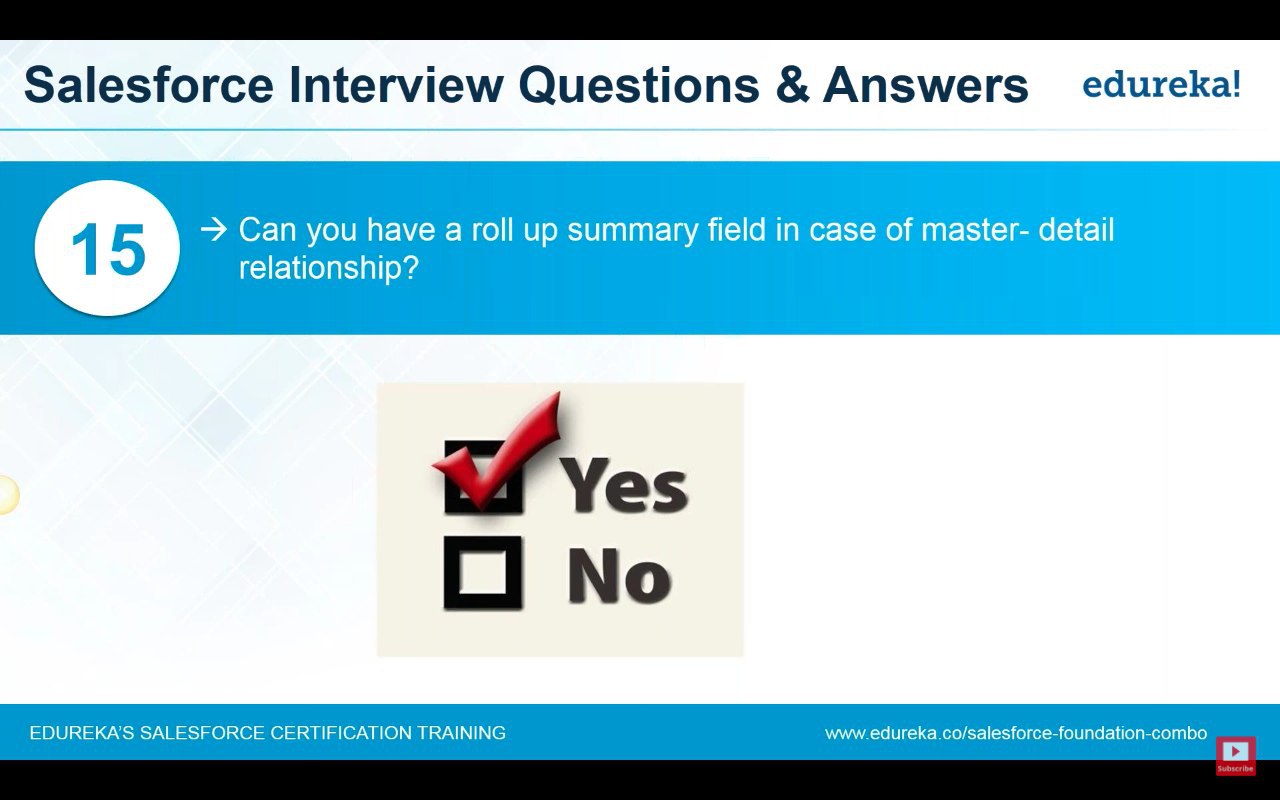 Salesforce Interview Questions & Answers
edureka!
15
→ Can you have a roll up summary field in case of master- detail
relationship?
Yes
No
EDUREKA'S SALESFORCE CERTIFICATION TRAINING
www.edureka.co/salesforce-foundation-combo
Subscribe